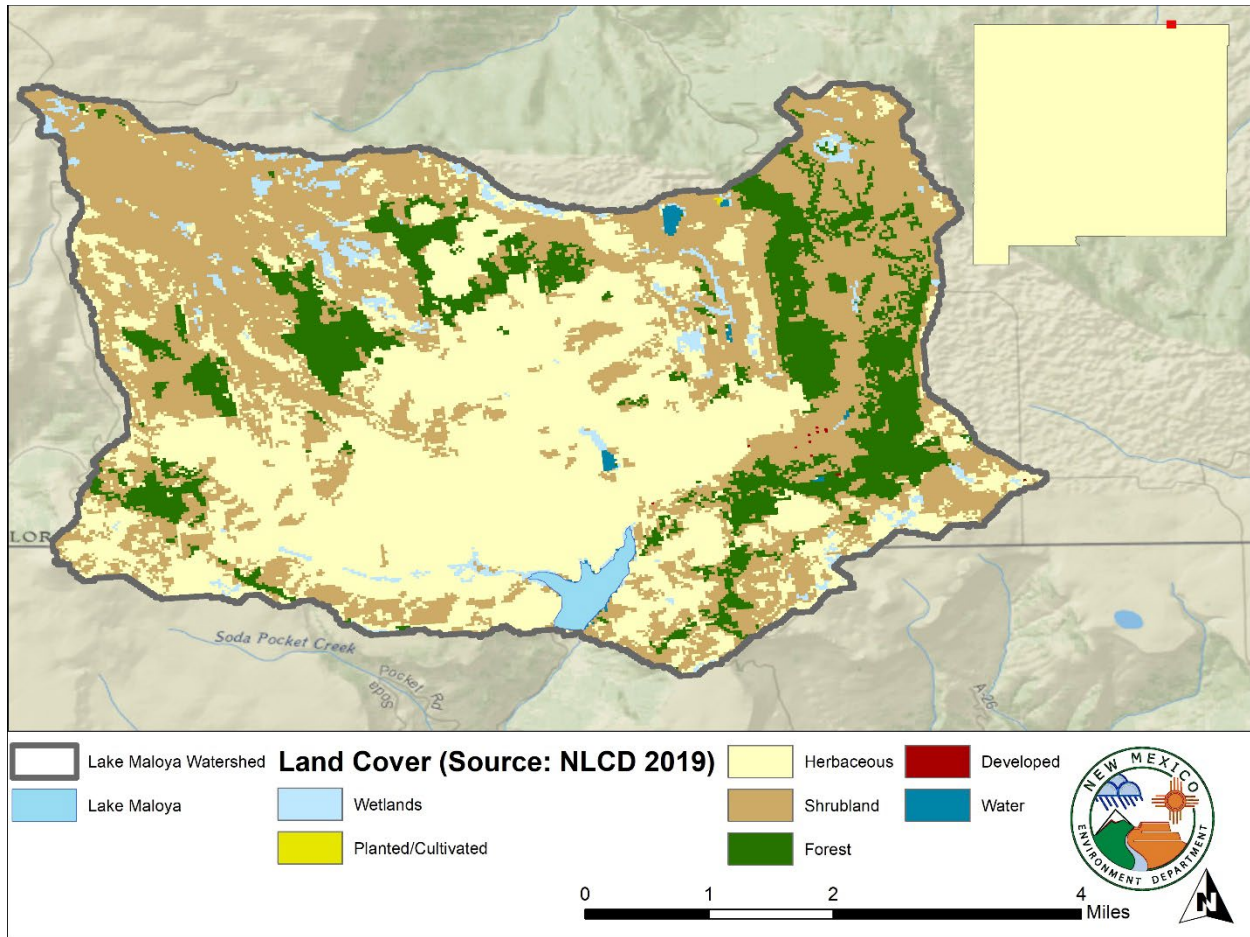 LOR
Soda Pocket Creek
Pocket Rd
Soda
A-26
Lake Maloya Watershed
Lake Maloya
Land Cover (Source: NLCD 2019)
Wetlands
Planted/Cultivated
Herbaceous
Shrubland
Forest
Developed
Water
NEW MEXICO
ENVIRONMENT DEPARTMENT
0 1 2 4
Miles
N